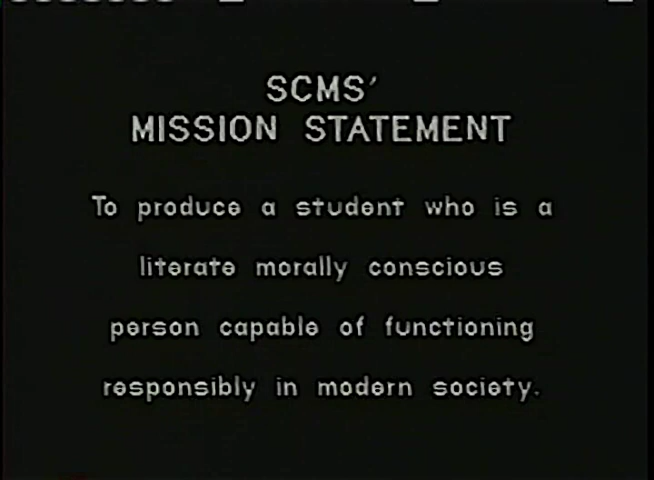 SCMS'
MISSION STATEMENT
To produce a student who is a
literate morally conscious
person capable of functioning
responsibly in modern society.